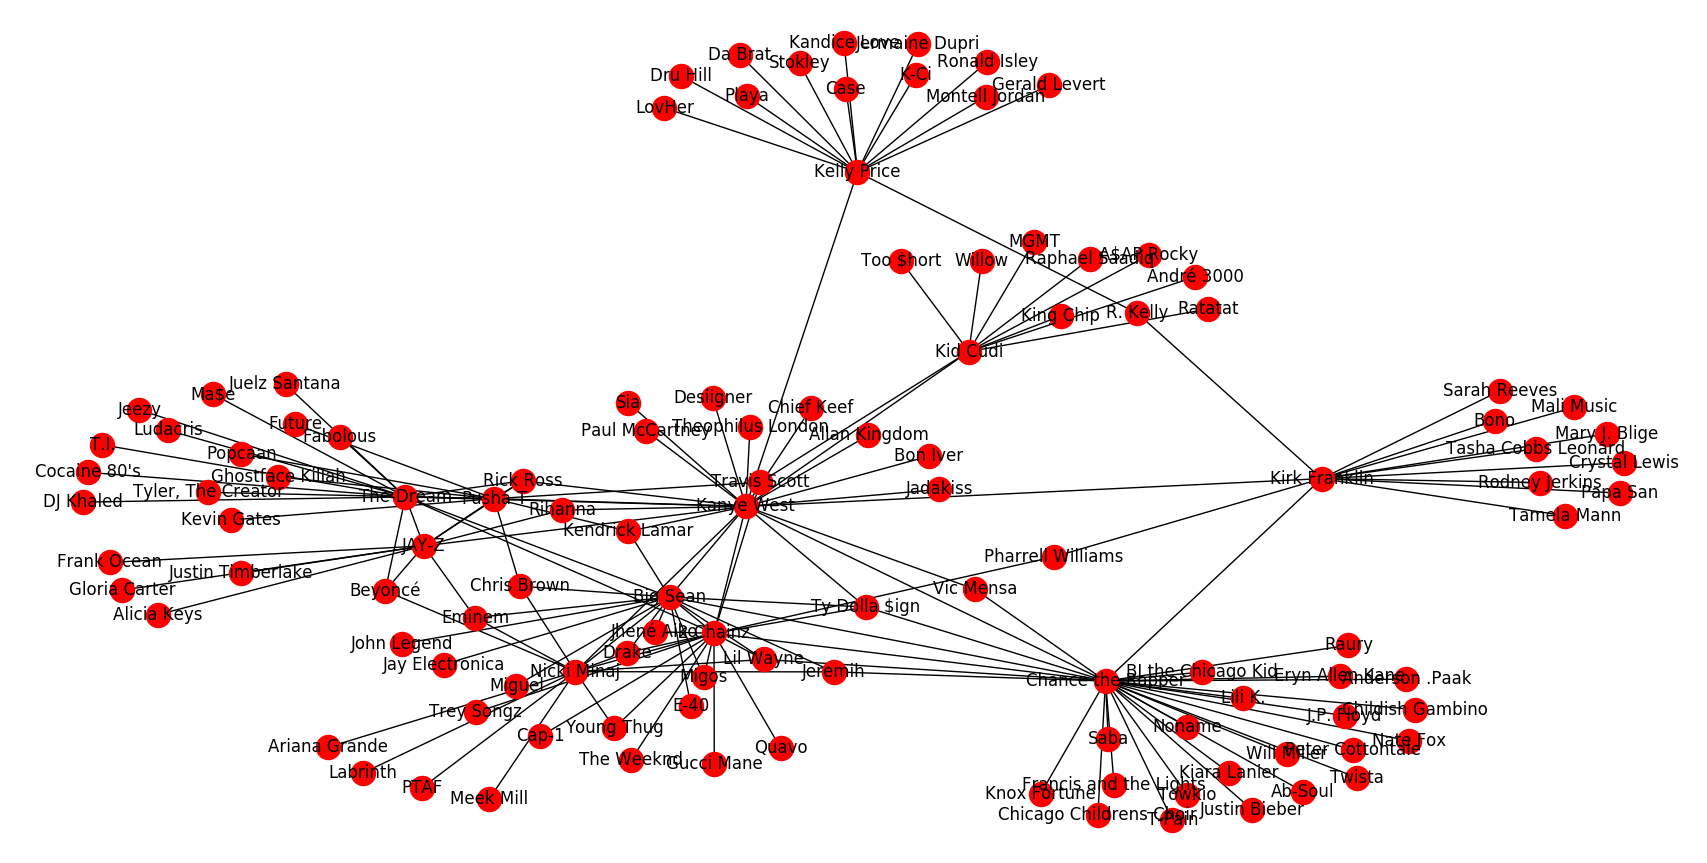 Kandice Love
Jermaine Dupri
Da Brat
Stokley
Ronald Isley
Dru Hill
K-Ci
Gerald Levert
Playa
Case
Montell Jordan
LovHer
Kelly Price
MGMT
Too $hort
Willow
Raphael Saadiq
A$AP Rocky
André 3000
King Chip
R. Kelly
Ratatat
Kid Cudi
Juelz Santana
Ma$e
Jeezy
Ludacris
Future
Fabolous
T.I.
Popcaan
Cocaine 80's
Ghostface Killah
Tyler, The Creator
DJ Khaled
Kevin Gates
The-Dream
Pusha T
Rick Ross
Rihanna
Kendrick Lamar
Sia
Desiigner
Chief Keef
Paul McCartney
Theophilus London
Allan Kingdom
Bon Iver
Travis Scott
Jadakiss
Kanye West
Sarah Reeves
Mali Music
Bono
Mary J. Blige
Tasha Cobbs Leonard
Crystal Lewis
Kirk Franklin
Rodney Jerkins
Papa San
Tamela Mann
JAY-Z
Frank Ocean
Justin Timberlake
Gloria Carter
Alicia Keys
Beyoncé
Chris Brown
Eminem
Big Sean
Pharrell Williams
Vic Mensa
Ty Dolla $ign
John Legend
Jay Electronica
Jhené Aiko
2 Chainz
Drake
Lil Wayne
Jeremih
Nicki Minaj
Miguel
Migos
Trey Songz
E-40
Cap-1
Young Thug
Ariana Grande
The Weeknd
Gucci Mane
Quavo
Labrinth
PTAF
Meek Mill
Raury
Chance the Rapper
BJ the Chicago Kid
Eryn Allen Kane
Anderson .Paak
Lili K.
J.P. Floyd
Childish Gambino
Noname
Saba
Nate Fox
Will Miller
Peter Cottontale
Kiara Lanier
Twista
Francis and the Lights
Knox Fortune
Towkio
Ab-Soul
Chicago Childrens Choir
T-Pain
Justin Bieber